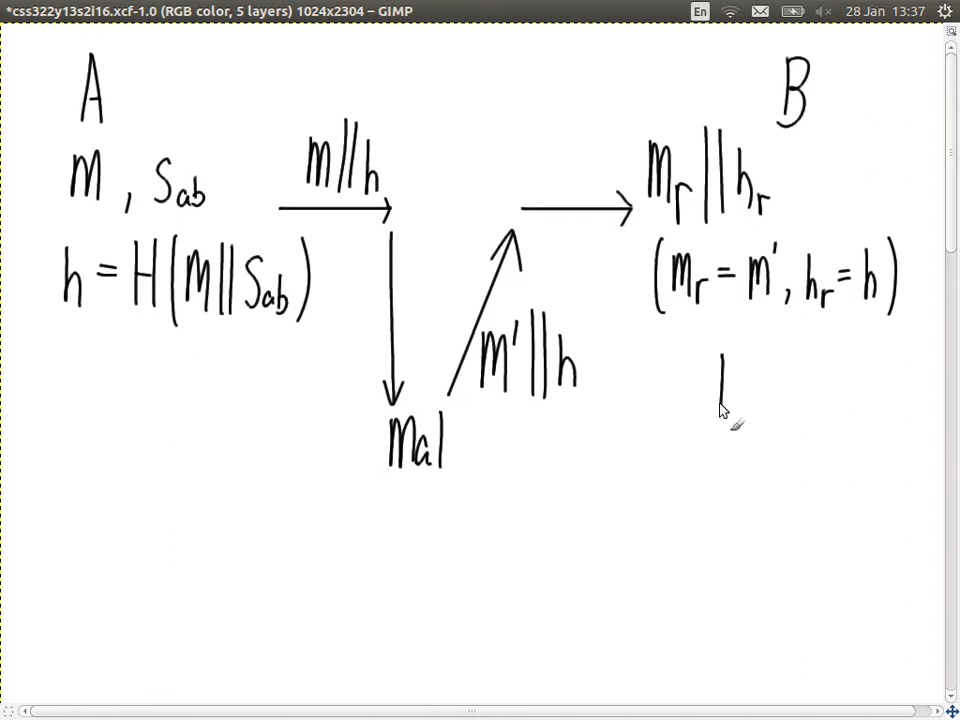 *css322y13s2i16.xcf-1.0 (RGB color, 5 layers) 1024x2304 – GIMP
En
28 Jan 13:37
A
B
m , Sab
m||h
mr||hr
h = H(m||Sab)
(mr = m', hr = h)
m'||h
Mal